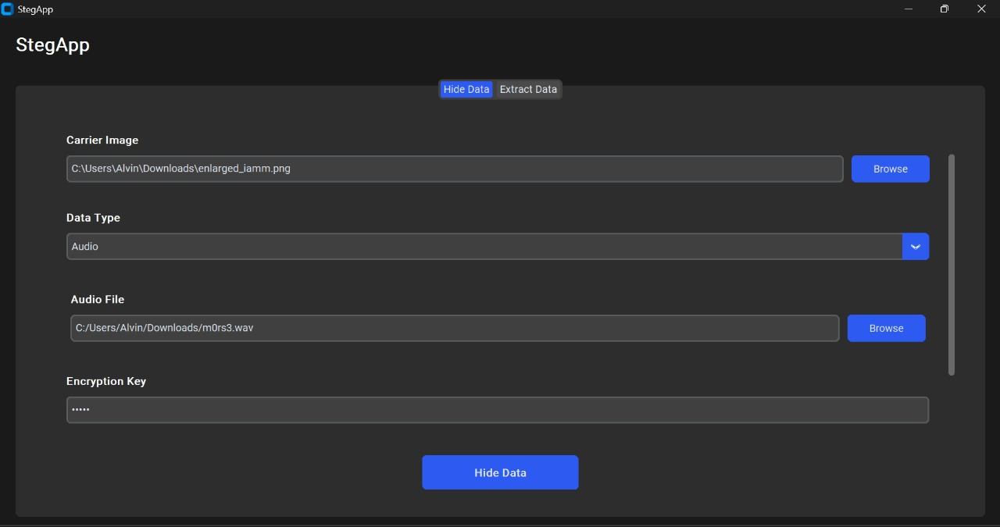 StegApp
StegApp
Hide Data Extract Data
Carrier Image
C:\Users\Alvin\Downloads\enlarged_iamm.png Browse
Data Type
Audio
Audio File
C:/Users/Alvin/Downloads/m0rs3.wav Browse
Encryption Key
•••••
Hide Data